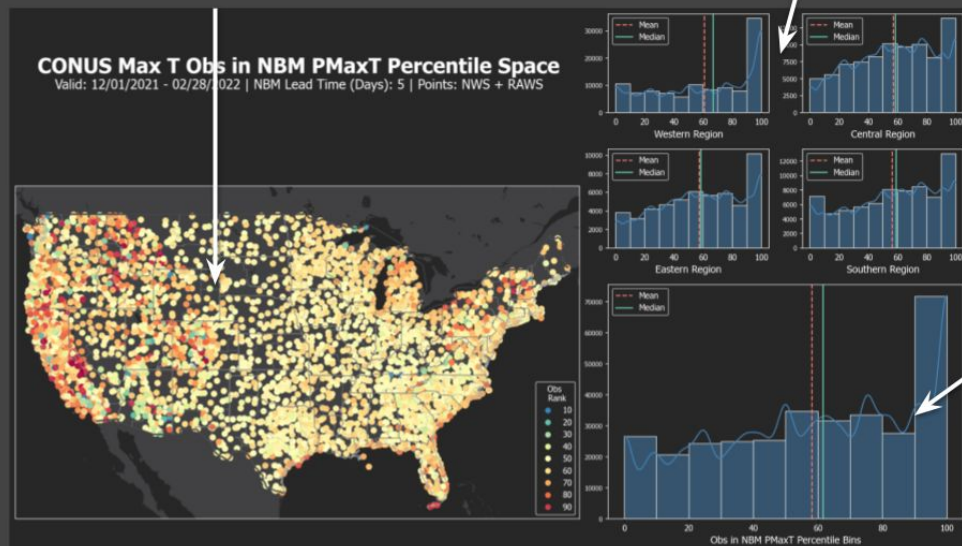 CONUS Max T Obs in NBM PMaxT Percentile Space
Valid: 12/01/2021 - 02/28/2022 | NBM Lead Time (Days): 5 | Points: NWS + RAWS
Obs
Rank
10
20
30
40
50
60
70
80
90
Mean
Median
30000
20000
10000
0
0 20 40 60 80 100
Western Region
Mean
Median
7500
5000
2500
0
0 20 40 60 80 100
Central Region
Mean
Median
10000
8000
6000
4000
2000
0
0 20 40 60 80 100
Eastern Region
Mean
Median
12000
10000
8000
6000
4000
2000
0
0 20 40 60 80 100
Southern Region
Mean
Median
70000
60000
50000
40000
30000
20000
10000
0
0 20 40 60 80 100
Obs in NBM PMaxT Percentile Bins